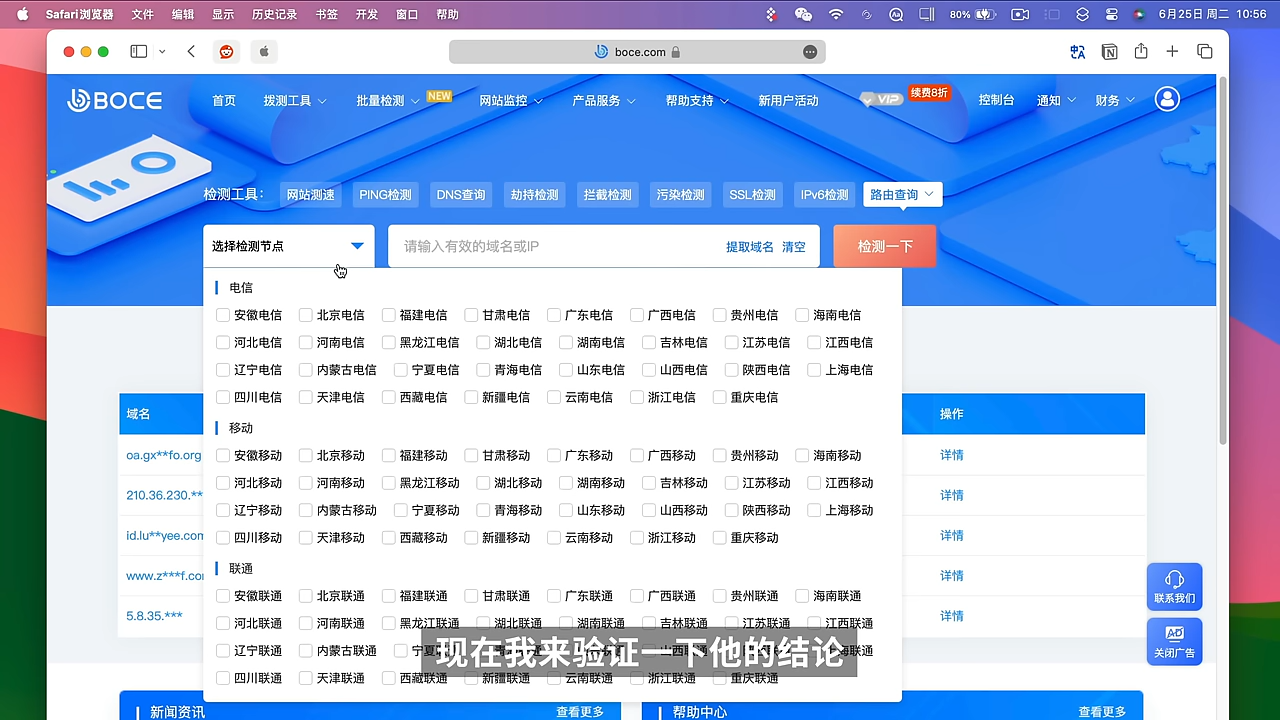 Safari浏览器 文件 编辑 显示 历史记录 书签 开发 窗口 帮助 80% 6月25日 周二 10:56
boce.com
BOCE 首页 拨测工具 批量检测 NEW 网站监控 产品服务 帮助支持 新用户活动 VIP 续费8折 控制台 通知 财务
检测工具： 网站测速 PING检测 DNS查询 劫持检测 拦截检测 污染检测 SSL检测 IPv6检测 路由查询
选择检测节点 请输入有效的域名或IP 提取域名 清空 检测一下
电信
安徽电信 北京电信 福建电信 甘肃电信 广东电信 广西电信 贵州电信 海南电信
河北电信 河南电信 黑龙江电信 湖北电信 湖南电信 吉林电信 江苏电信 江西电信
辽宁电信 内蒙古电信 宁夏电信 青海电信 山东电信 山西电信 陕西电信 上海电信
四川电信 天津电信 西藏电信 新疆电信 云南电信 浙江电信 重庆电信
域名 操作
移动
安徽移动 北京移动 福建移动 甘肃移动 广东移动 广西移动 贵州移动 海南移动
oa.gx**fo.org 详情
河北移动 河南移动 黑龙江移动 湖北移动 湖南移动 吉林移动 江苏移动 江西移动
210.36.230.** 详情
辽宁移动 内蒙古移动 宁夏移动 青海移动 山东移动 山西移动 陕西移动 上海移动
四川移动 天津移动 西藏移动 新疆移动 云南移动 浙江移动 重庆移动
id.lu**yee.com 详情
联通
www.z***f.co 详情
安徽联通 北京联通 福建联通 甘肃联通 广东联通 广西联通 贵州联通 海南联通
5.8.35.*** 详情
河北联通 河南联通 黑龙江联通 湖北联通 湖南联通 吉林联通 江苏联通 江西联通
辽宁联通 内蒙古联通
四川联通 天津联通 西藏联通 新疆联通 云南联通 浙江联通 重庆联通
现在我来验证一下他的结论
联系我们
AD
关闭广告
新闻资讯 查看更多 帮助中心 查看更多